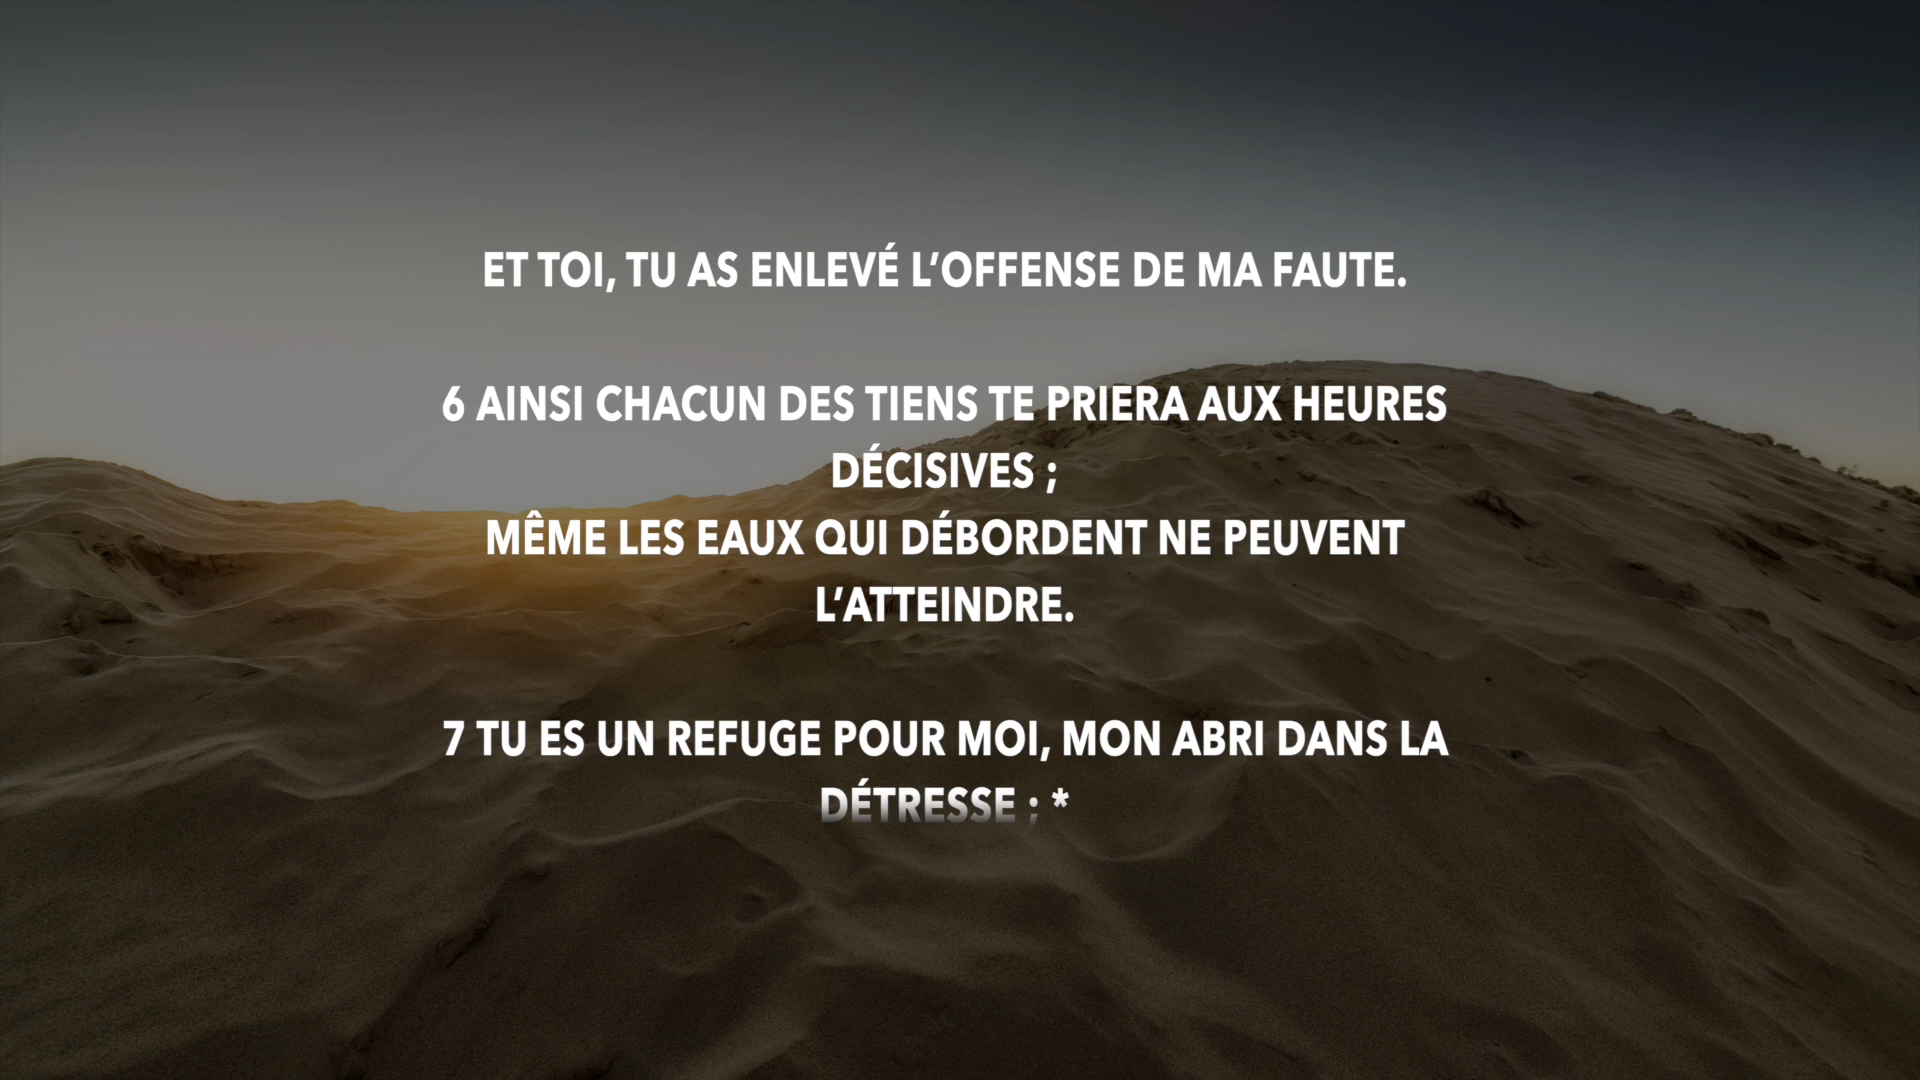 ET TOI, TU AS ENLEVÉ L’OFFENSE DE MA FAUTE.
6 AINSI CHACUN DES TIENS TE PRIERA AUX HEURES
DÉCISIVES ;
MÊME LES EAUX QUI DÉBORDENT NE PEUVENT
L’ATTEINDRE.
7 TU ES UN REFUGE POUR MOI, MON ABRI DANS LA
DÉTRESSE ; *